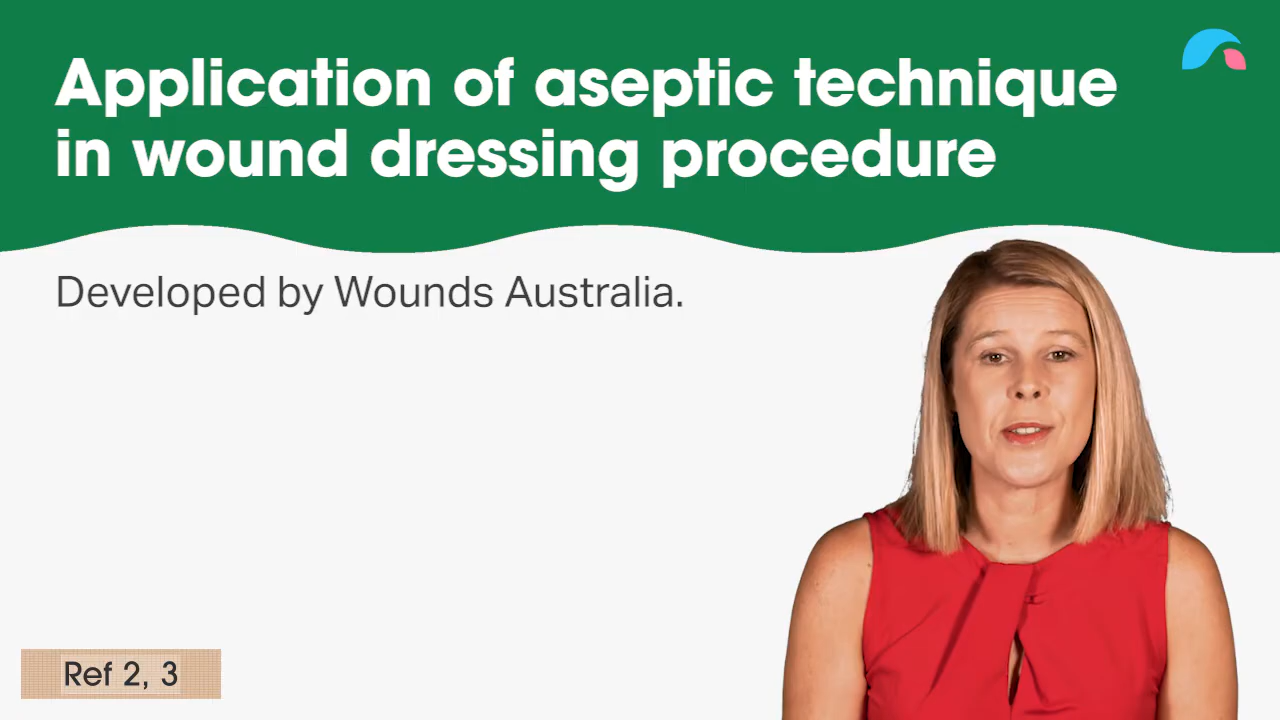 Application of aseptic technique
in wound dressing procedure
Developed by Wounds Australia.
Ref 2, 3